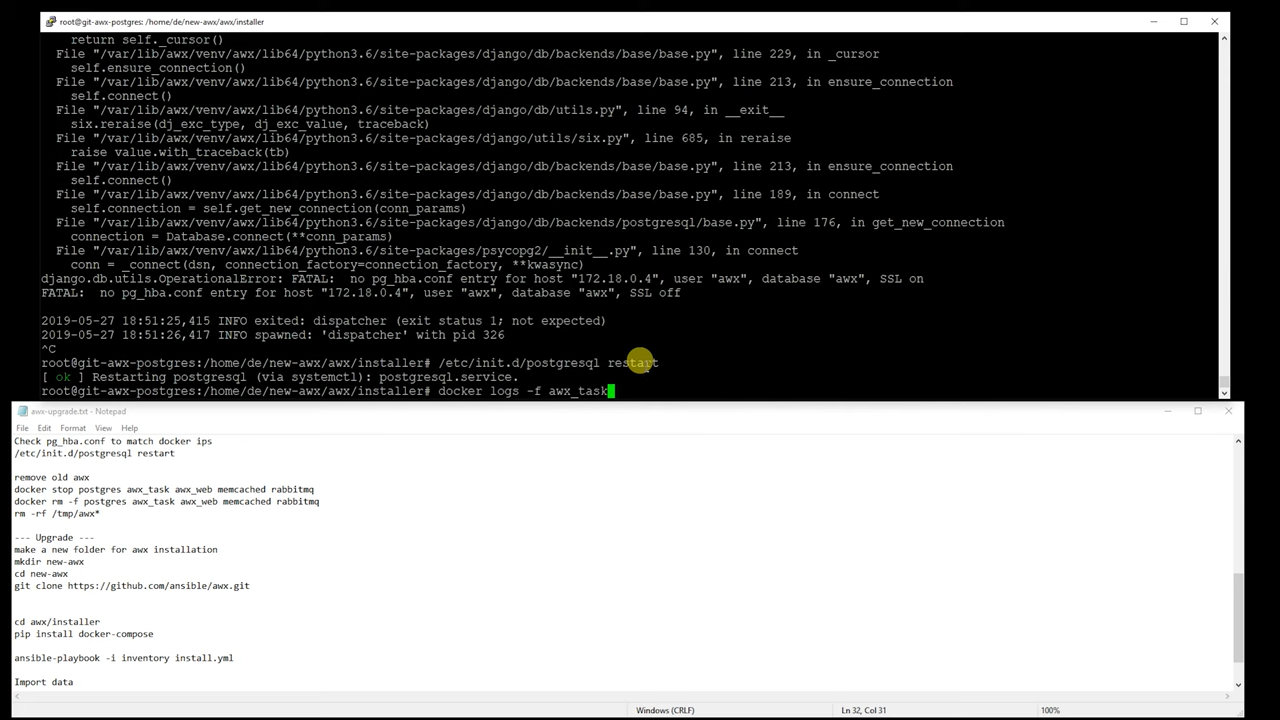 root@git-awx-postgres: /home/de/new-awx/awx/installer
    return self._cursor()
  File "/var/lib/awx/venv/awx/lib64/python3.6/site-packages/django/db/backends/base/base.py", line 229, in _cursor
    self.ensure_connection()
  File "/var/lib/awx/venv/awx/lib64/python3.6/site-packages/django/db/backends/base/base.py", line 213, in ensure_connection
    self.connect()
  File "/var/lib/awx/venv/awx/lib64/python3.6/site-packages/django/db/utils.py", line 94, in __exit__
    six.reraise(dj_exc_type, dj_exc_value, traceback)
  File "/var/lib/awx/venv/awx/lib64/python3.6/site-packages/django/utils/six.py", line 685, in reraise
    raise value.with_traceback(tb)
  File "/var/lib/awx/venv/awx/lib64/python3.6/site-packages/django/db/backends/base/base.py", line 213, in ensure_connection
    self.connect()
  File "/var/lib/awx/venv/awx/lib64/python3.6/site-packages/django/db/backends/base/base.py", line 189, in connect
    self.connection = self.get_new_connection(conn_params)
  File "/var/lib/awx/venv/awx/lib64/python3.6/site-packages/django/db/backends/postgresql/base.py", line 176, in get_new_connection
    connection = Database.connect(**conn_params)
  File "/var/lib/awx/venv/awx/lib64/python3.6/site-packages/psycopg2/__init__.py", line 130, in connect
    conn = _connect(dsn, connection_factory=connection_factory, **kwasync)
django.db.utils.OperationalError: FATAL:  no pg_hba.conf entry for host "172.18.0.4", user "awx", database "awx", SSL on
FATAL:  no pg_hba.conf entry for host "172.18.0.4", user "awx", database "awx", SSL off
2019-05-27 18:51:25,415 INFO exited: dispatcher (exit status 1; not expected)
2019-05-27 18:51:26,417 INFO spawned: 'dispatcher' with pid 326
^C
root@git-awx-postgres:/home/de/new-awx/awx/installer# /etc/init.d/postgresql restart
[ ok ] Restarting postgresql (via systemctl): postgresql.service.
root@git-awx-postgres:/home/de/new-awx/awx/installer# docker logs -f awx_task
awx-upgrade.txt - Notepad
File Edit Format View Help
Check pg_hba.conf to match docker ips
/etc/init.d/postgresql restart
remove old awx
docker stop postgres awx_task awx_web memcached rabbitmq
docker rm -f postgres awx_task awx_web memcached rabbitmq
rm -rf /tmp/awx*
--- Upgrade ---
make a new folder for awx installation
mkdir new-awx
cd new-awx
git clone https://github.com/ansible/awx.git
cd awx/installer
pip install docker-compose
ansible-playbook -i inventory install.yml
Import data
Windows (CRLF) Ln 32, Col 31 100%